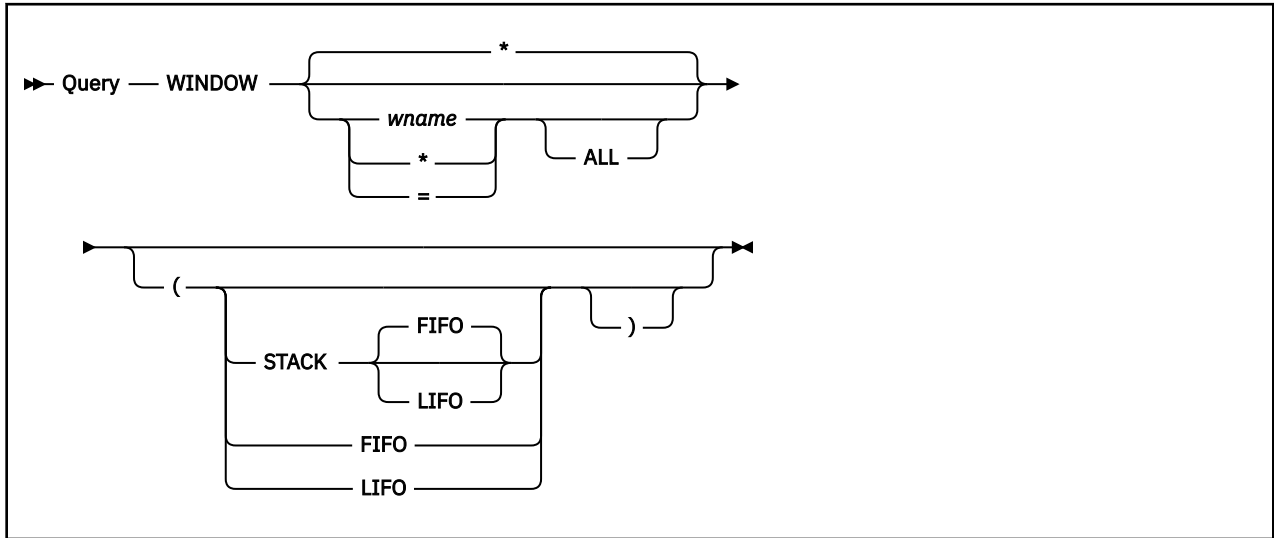 *
Query WINDOW
wname
*
ALL
=
(
FIFO
)
STACK
LIFO
FIFO
LIFO